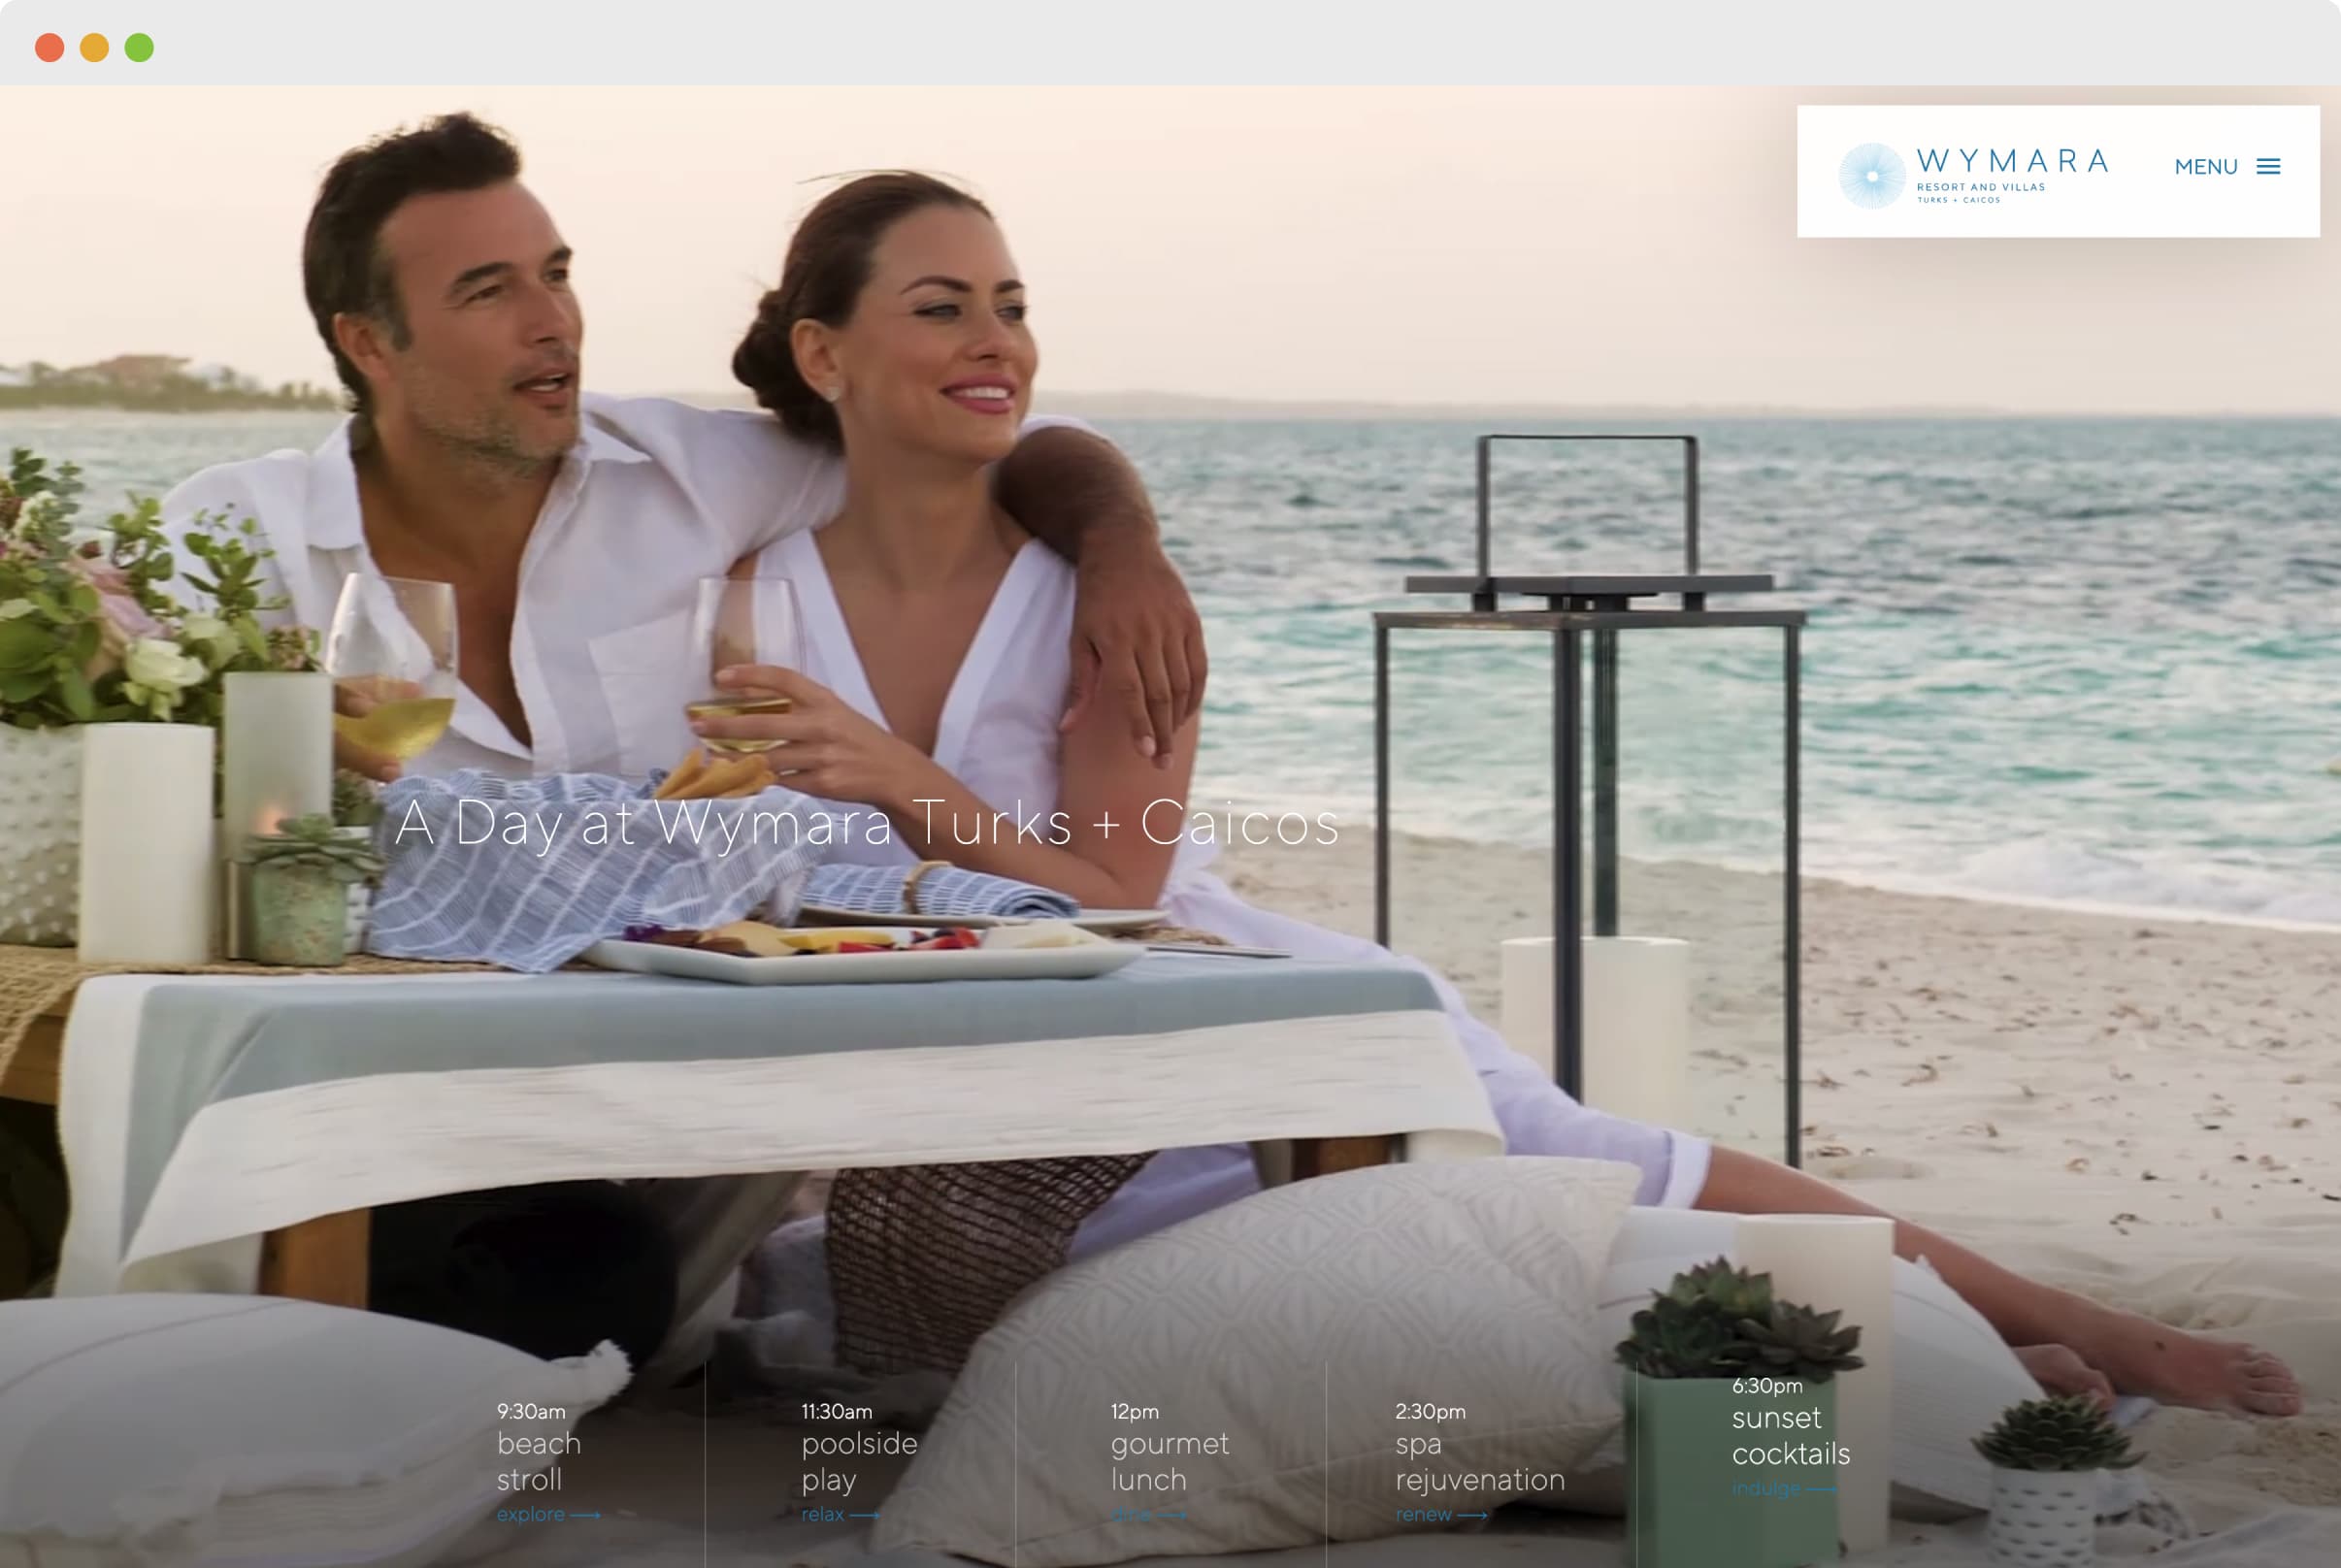 WYMARA
RESORT AND VILLAS
TURKS + CAICOS
MENU
A Day at Wymara Turks + Caicos
9:30am
beach
stroll
explore
11:30am
poolside
play
relax
12pm
gourmet
lunch
dine
2:30pm
spa
rejuvenation
renew
6:30pm
sunset
cocktails
indulge